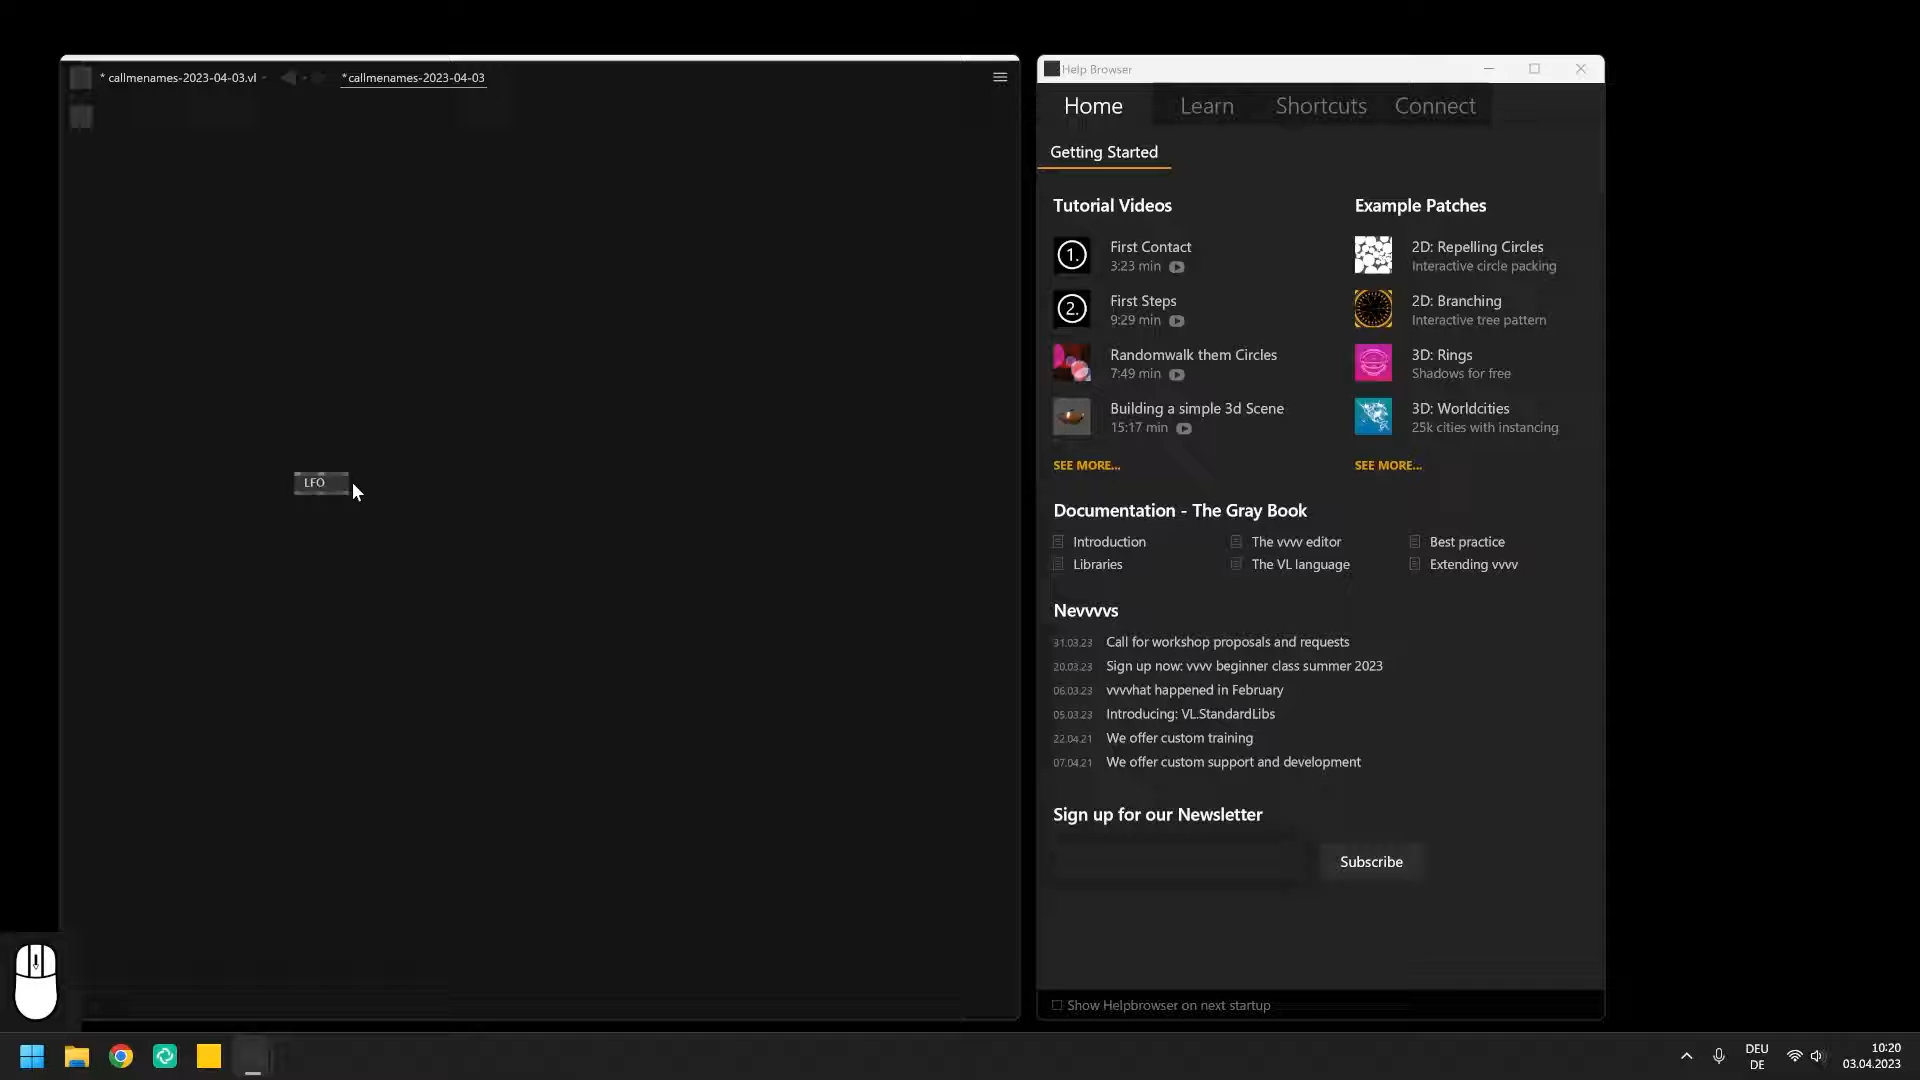 * callmenames-2023-04-03.vl
*callmenames-2023-04-03
LFO
Help Browser
Home
Learn
Shortcuts
Connect
Getting Started
Tutorial Videos
1. First Contact
3:23 min
2. First Steps
9:29 min
Randomwalk them Circles
7:49 min
Building a simple 3d Scene
15:17 min
SEE MORE...
Example Patches
2D: Repelling Circles
Interactive circle packing
2D: Branching
Interactive tree pattern
3D: Rings
Shadows for free
3D: Worldcities
25k cities with instancing
SEE MORE...
Documentation - The Gray Book
Introduction
The vvvv editor
Best practice
Libraries
The VL language
Extending vvvv
Nevvvvs
31.03.23 Call for workshop proposals and requests
20.03.23 Sign up now: vvvv beginner class summer 2023
06.03.23 vvvvhat happened in February
05.03.23 Introducing: VL.StandardLibs
22.04.21 We offer custom training
07.04.21 We offer custom support and development
Sign up for our Newsletter
Subscribe
Show Helpbrowser on next startup
DEU
DE
10:20
03.04.2023